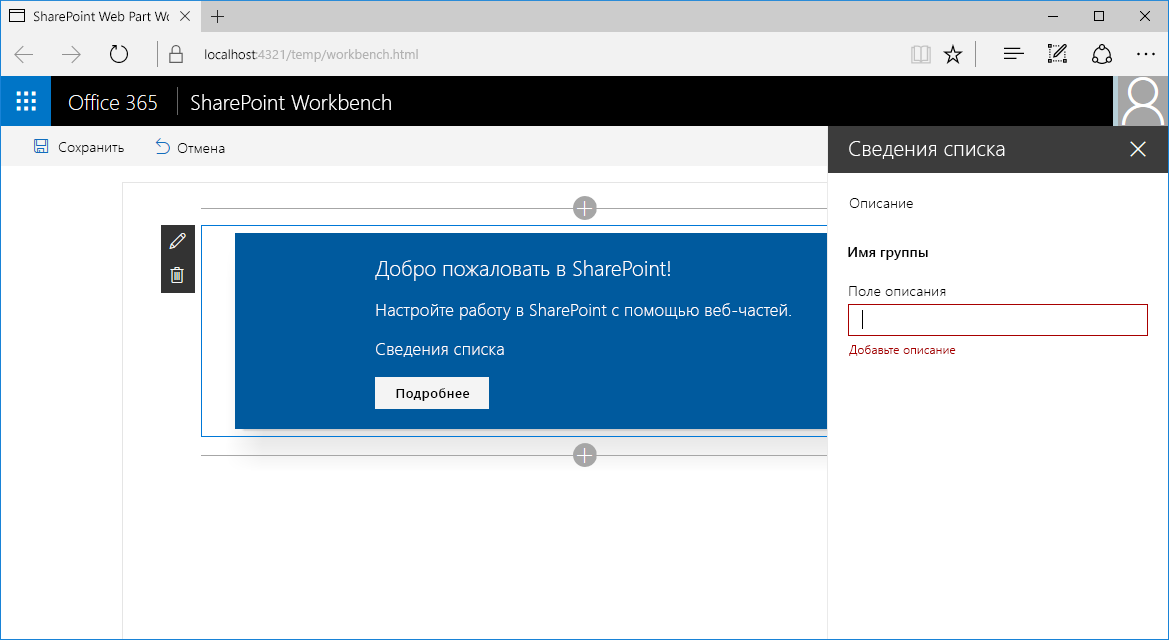 SharePoint Web Part Wo
localhost:4321/temp/workbench.html
Office 365 SharePoint Workbench
Сохранить Отмена
Сведения списка
Описание
Имя группы
Поле описания
Добавьте описание
Добро пожаловать в SharePoint!
Настройте работу в SharePoint с помощью веб-частей.
Сведения списка
Подробнее